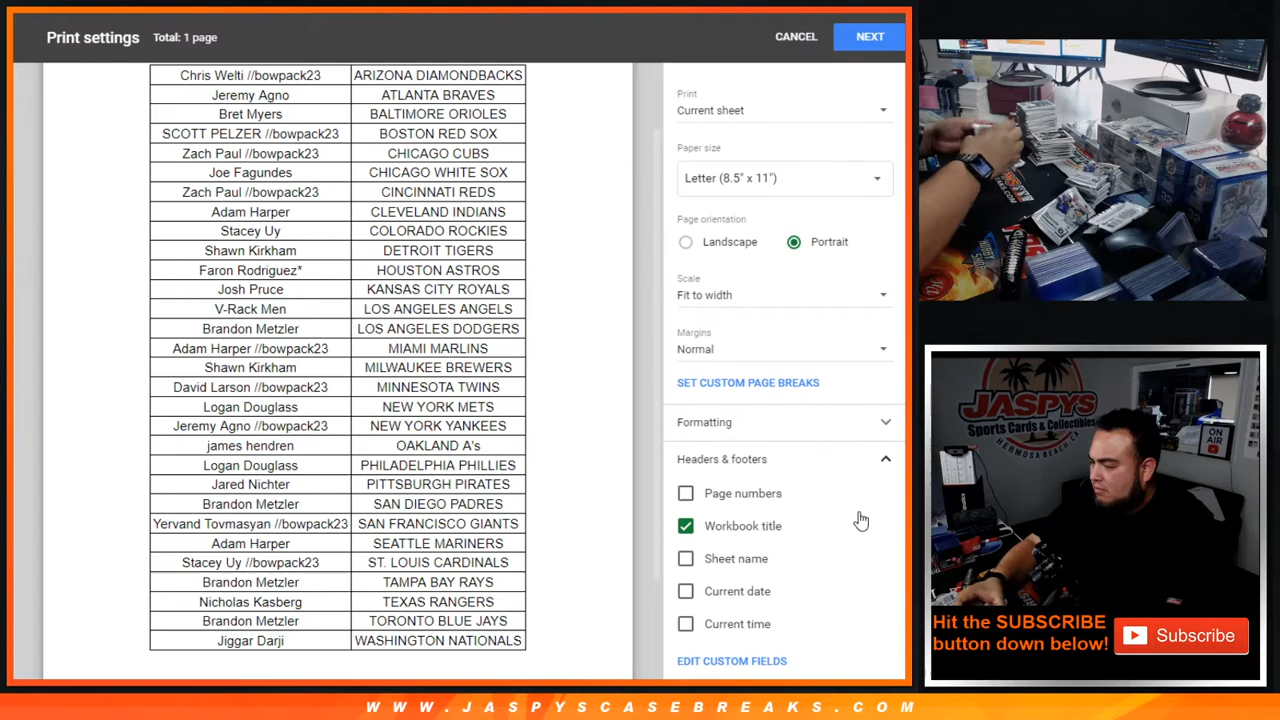 Print settings Total: 1 page CANCEL NEXT
Chris Welti //bowpack23 ARIZONA DIAMONDBACKS
Jeremy Agno ATLANTA BRAVES
Bret Myers BALTIMORE ORIOLES
SCOTT PELZER //bowpack23 BOSTON RED SOX
Zach Paul //bowpack23 CHICAGO CUBS
Joe Fagundes CHICAGO WHITE SOX
Zach Paul //bowpack23 CINCINNATI REDS
Adam Harper CLEVELAND INDIANS
Stacey Uy COLORADO ROCKIES
Shawn Kirkham DETROIT TIGERS
Faron Rodriguez* HOUSTON ASTROS
Josh Pruce KANSAS CITY ROYALS
V-Rack Men LOS ANGELES ANGELS
Brandon Metzler LOS ANGELES DODGERS
Adam Harper //bowpack23 MIAMI MARLINS
Shawn Kirkham MILWAUKEE BREWERS
David Larson //bowpack23 MINNESOTA TWINS
Logan Douglass NEW YORK METS
Jeremy Agno //bowpack23 NEW YORK YANKEES
james hendren OAKLAND A's
Logan Douglass PHILADELPHIA PHILLIES
Jared Nichter PITTSBURGH PIRATES
Brandon Metzler SAN DIEGO PADRES
Yervand Tovmasyan //bowpack23 SAN FRANCISCO GIANTS
Adam Harper SEATTLE MARINERS
Stacey Uy //bowpack23 ST. LOUIS CARDINALS
Brandon Metzler TAMPA BAY RAYS
Nicholas Kasberg TEXAS RANGERS
Brandon Metzler TORONTO BLUE JAYS
Jiggar Darji WASHINGTON NATIONALS
Print
Current sheet
Paper size
Letter (8.5" x 11")
Page orientation
Landscape Portrait
Scale
Fit to width
Margins
Normal
SET CUSTOM PAGE BREAKS
Formatting
Headers & footers
Page numbers
Workbook title
Sheet name
Current date
Current time
EDIT CUSTOM FIELDS
JASPYS
Sports Cards & Collectibles
HERMOSA BEACH, CA
ON
AIR
Hit the SUBSCRIBE
button down below!
Subscribe
WWW.JASPYSCASEBREAKS.COM